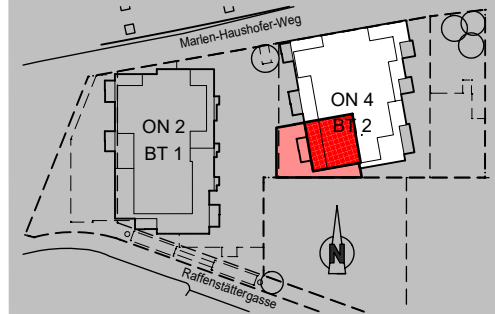 Marlen-Haushofer-Weg
ON 4
BT 2
ON 2
BT 1
N
Raffenstättergasse